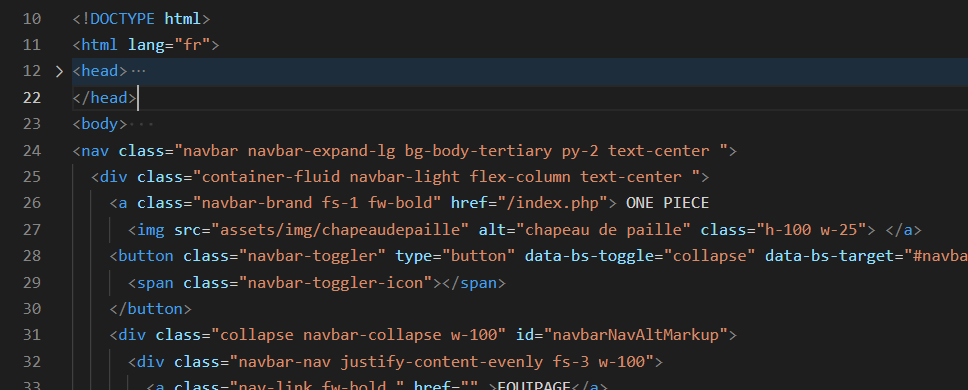 10 <!DOCTYPE html>
11 <html lang="fr">
12 <head> ···
22 </head>
23 <body>
24 <nav class="navbar navbar-expand-lg bg-body-tertiary py-2 text-center ">
25 <div class="container-fluid navbar-light flex-column text-center ">
26 <a class="navbar-brand fs-1 fw-bold" href="/index.php"> ONE PIECE
27 <img src="assets/img/chapeaudepaille" alt="chapeau de paille" class="h-100 w-25"> </a>
28 <button class="navbar-toggler" type="button" data-bs-toggle="collapse" data-bs-target="#navba
29 <span class="navbar-toggler-icon"></span>
30 </button>
31 <div class="collapse navbar-collapse w-100" id="navbarNavAltMarkup">
32 <div class="navbar-nav justify-content-evenly fs-3 w-100">
33 <a class="nav-link fw-bold " href="" >EQUIPAGE</a>